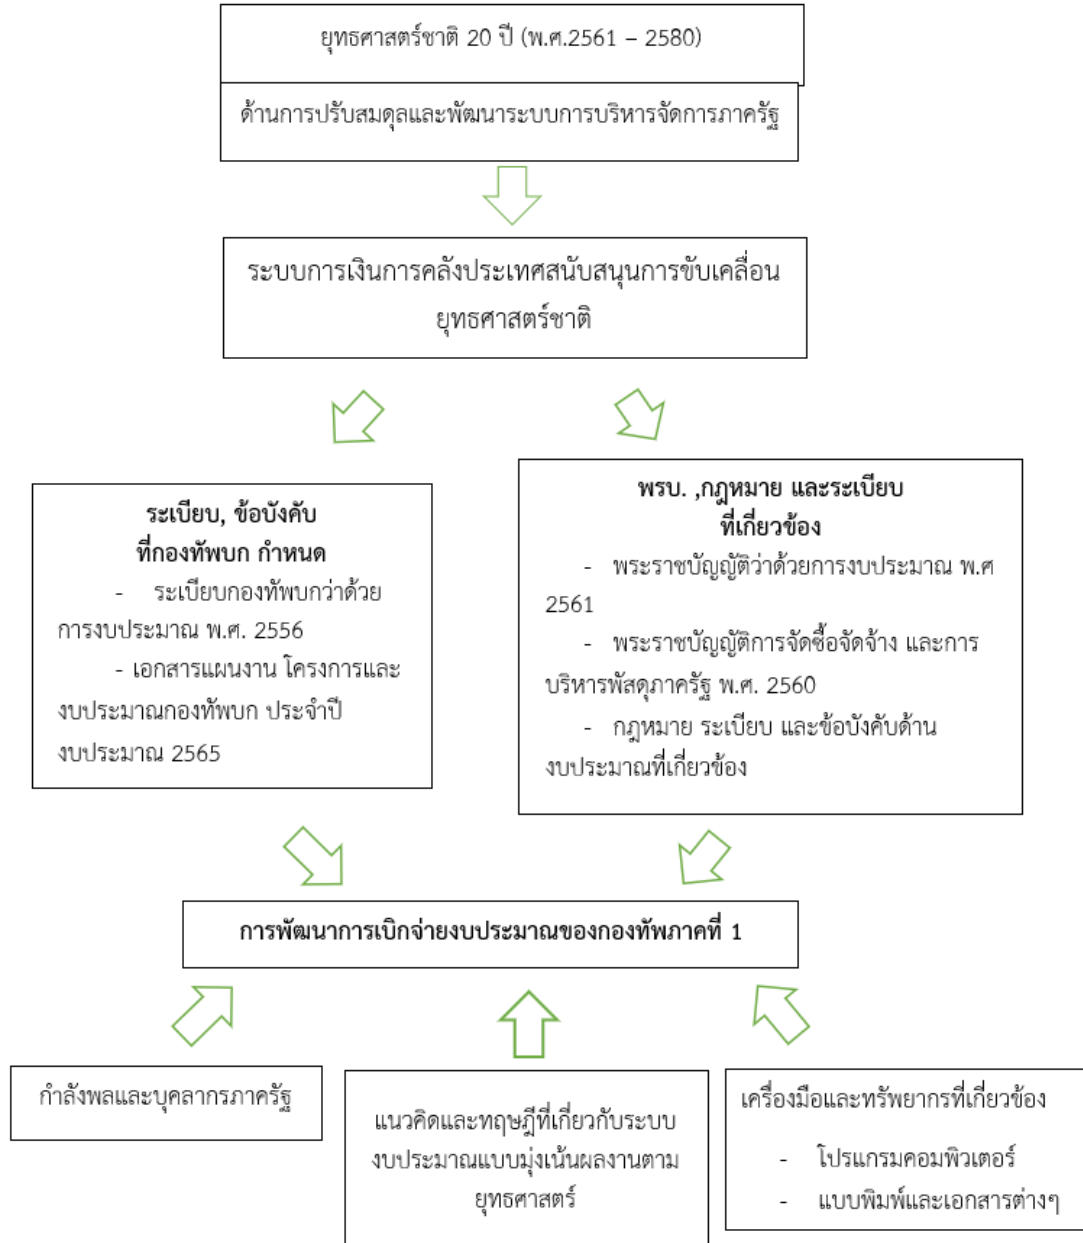 ยุทธศาสตร์ชาติ 20 ปี (พ.ศ.2561 – 2580)
ด้านการปรับสมดุลและพัฒนาระบบการบริหารจัดการภาครัฐ
ระบบการเงินการคลังประเทศสนับสนุนการขับเคลื่อน
ยุทธศาสตร์ชาติ
ระเบียบ, ข้อบังคับ
ที่กองทัพบก กำหนด
- ระเบียบกองทัพบกว่าด้วย
การงบประมาณ พ.ศ. 2556
- เอกสารแผนงาน โครงการและ
งบประมาณกองทัพบก ประจำปี
งบประมาณ 2565
พรบ. ,กฎหมาย และระเบียบ
ที่เกี่ยวข้อง
- พระราชบัญญัติว่าด้วยการงบประมาณ พ.ศ
2561
- พระราชบัญญัติการจัดซื้อจัดจ้าง และการ
บริหารพัสดุภาครัฐ พ.ศ. 2560
- กฎหมาย ระเบียบ และข้อบังคับด้าน
งบประมาณที่เกี่ยวข้อง
การพัฒนาการเบิกจ่ายงบประมาณของกองทัพภาคที่ 1
กำลังพลและบุคลากรภาครัฐ
แนวคิดและทฤษฎีที่เกี่ยวกับระบบ
งบประมาณแบบมุ่งเน้นผลงานตาม
ยุทธศาสตร์
เครื่องมือและทรัพยากรที่เกี่ยวข้อง
- โปรแกรมคอมพิวเตอร์
- แบบพิมพ์และเอกสารต่างๆ